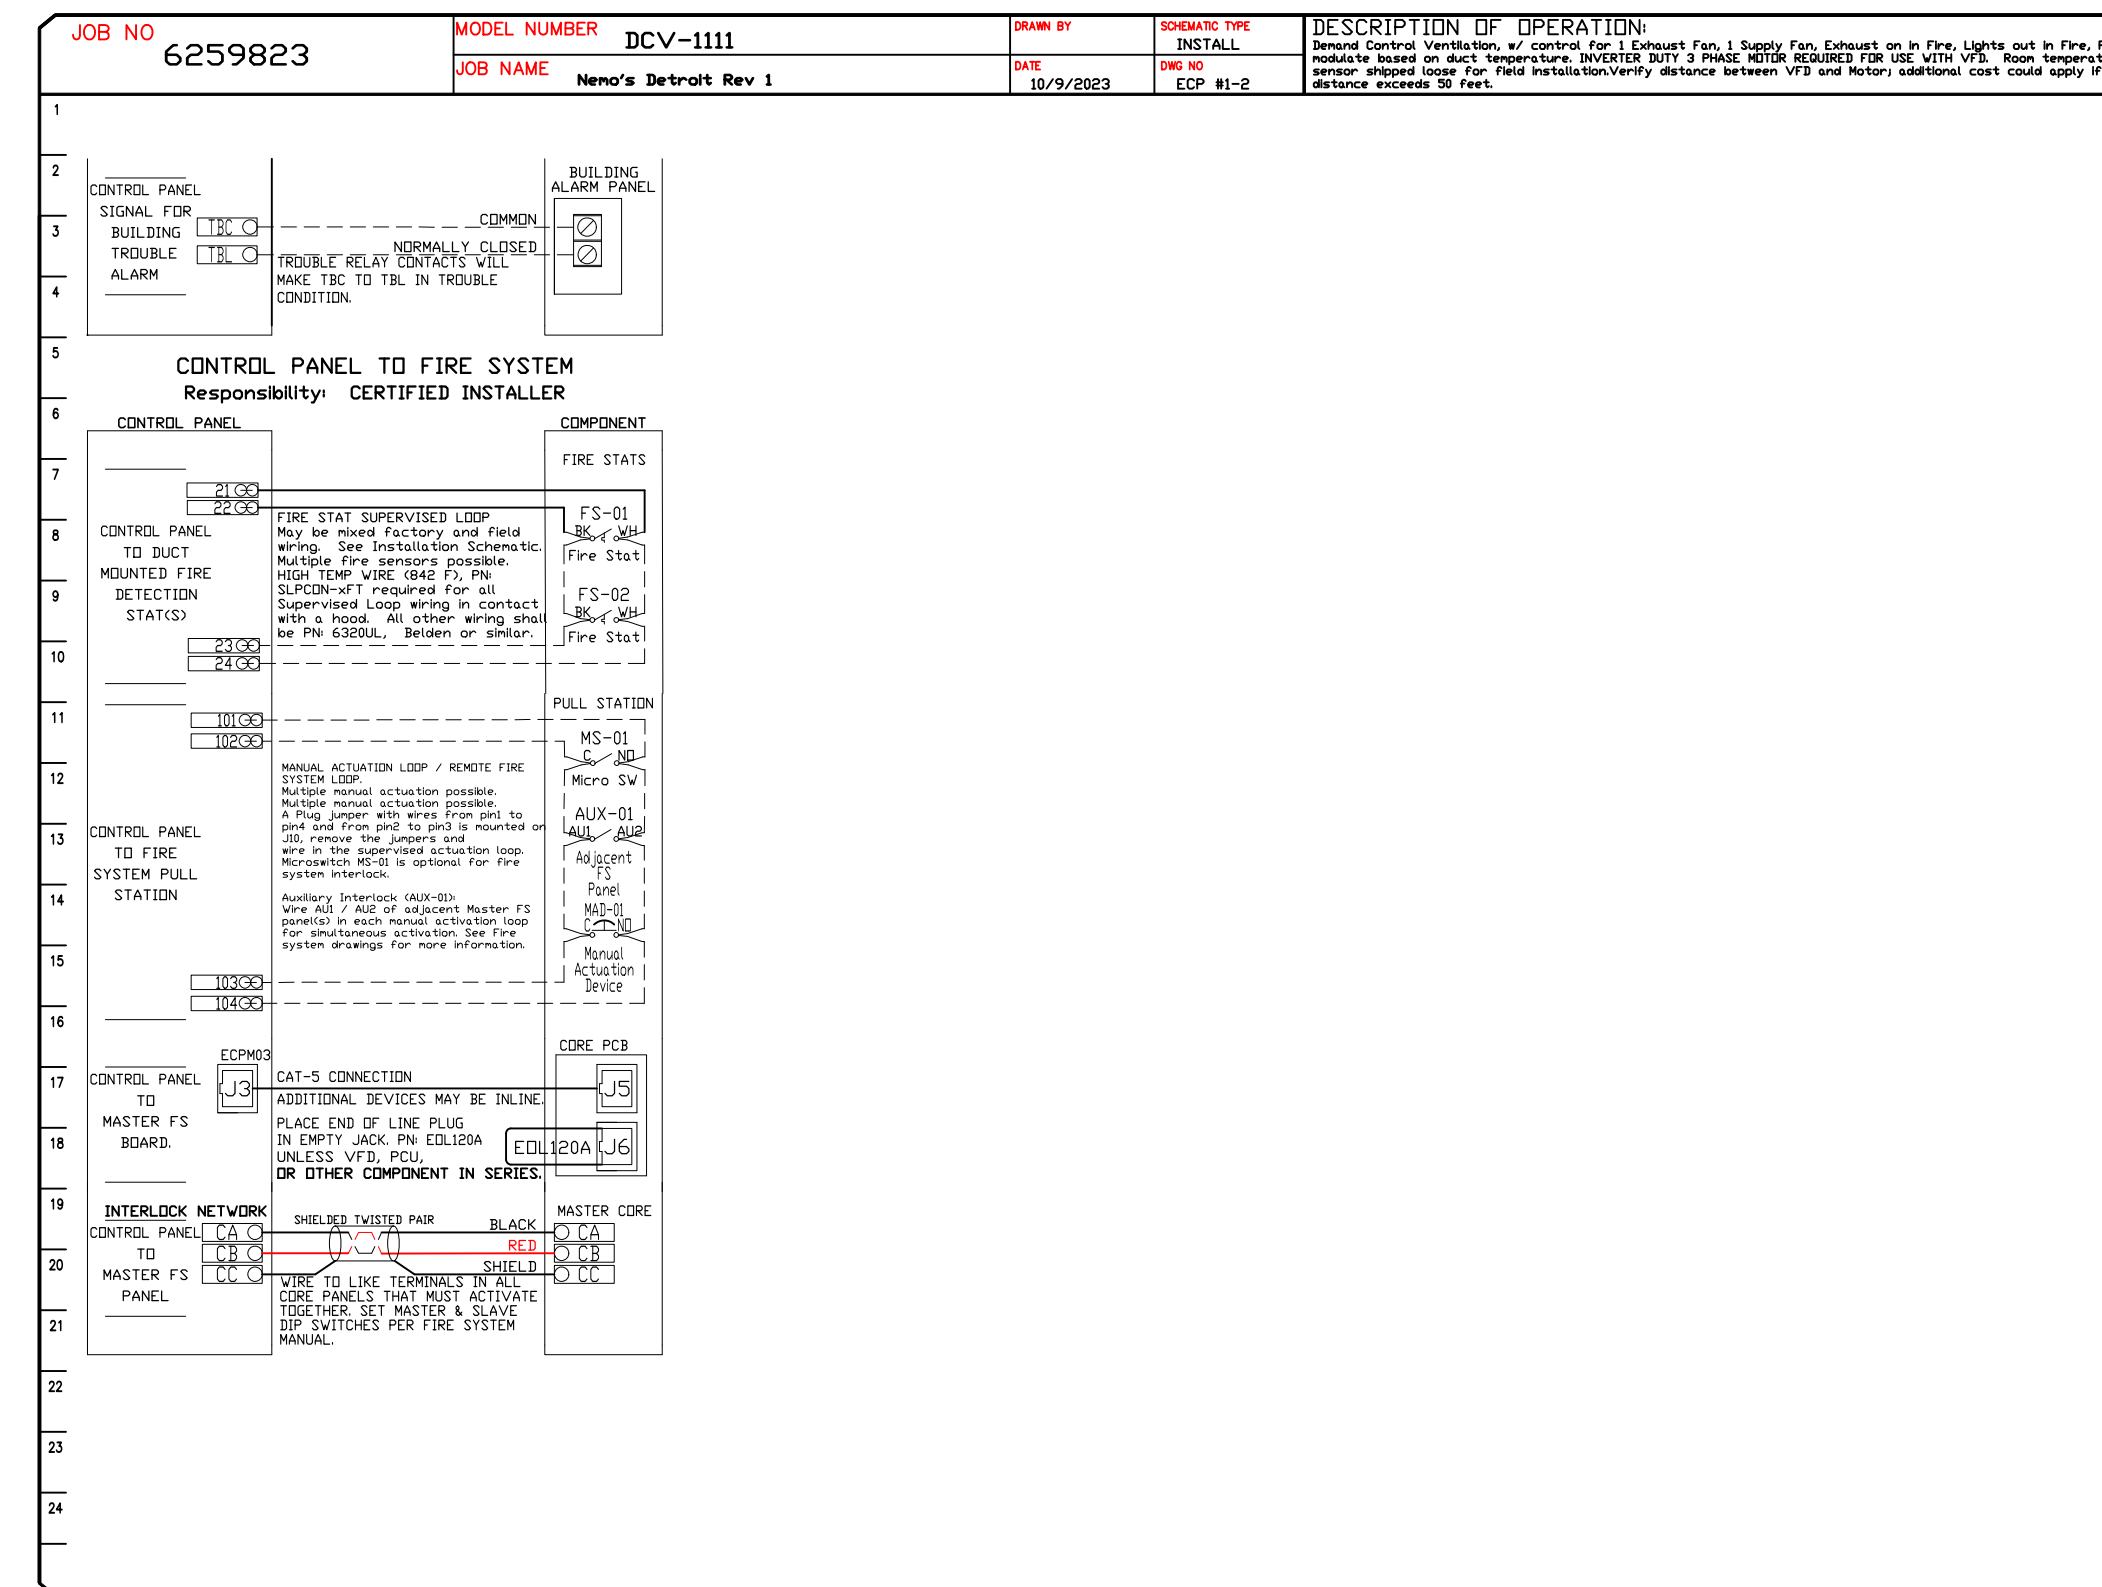 JOB NO
6259823
MODEL NUMBER
DCV-1111
JOB NAME
Nemo's Detroit Rev 1
DRAWN BY
DATE
10/9/2023
SCHEMATIC TYPE
INSTALL
DWG NO
ECP #1-2
DESCRIPTION OF OPERATION:
Demand Control Ventilation, w/ control for 1 Exhaust Fan, 1 Supply Fan, Exhaust on in Fire, Lights out in Fire,
modulate based on duct temperature. INVERTER DUTY 3 PHASE MOTOR REQUIRED FOR USE WITH VFD. Room temperat
sensor shipped loose for field installation.Verify distance between VFD and Motor; additional cost could apply if
distance exceeds 50 feet.
1
2
3
4
5
6
7
8
9
10
11
12
13
14
15
16
17
18
19
20
21
22
23
24
CONTROL PANEL
SIGNAL FOR
BUILDING
TROUBLE
ALARM
TBC
TBL
COMMON
NORMALLY CLOSED
TROUBLE RELAY CONTACTS WILL
MAKE TBC TO TBL IN TROUBLE
CONDITION.
BUILDING
ALARM PANEL
CONTROL PANEL TO FIRE SYSTEM
Responsibility: CERTIFIED INSTALLER
CONTROL PANEL
COMPONENT
CONTROL PANEL
TO DUCT
MOUNTED FIRE
DETECTION
STAT(S)
21
22
23
24
FIRE STAT SUPERVISED LOOP
May be mixed factory and field
wiring. See Installation Schematic.
Multiple fire sensors possible.
HIGH TEMP WIRE (842 F), PN:
SLPCON-xFT required for all
Supervised Loop wiring in contact
with a hood. All other wiring shall
be PN: 6320UL, Belden or similar.
FIRE STATS
FS-01
BK WH
Fire Stat
FS-02
BK WH
Fire Stat
CONTROL PANEL
TO FIRE
SYSTEM PULL
STATION
101
102
103
104
MANUAL ACTUATION LOOP / REMOTE FIRE
SYSTEM LOOP.
Multiple manual actuation possible.
Multiple manual actuation possible.
A Plug jumper with wires from pin1 to
pin4 and from pin2 to pin3 is mounted on
J10, remove the jumpers and
wire in the supervised actuation loop.
Microswitch MS-01 is optional for fire
system interlock.
Auxiliary Interlock (AUX-01):
Wire AU1 / AU2 of adjacent Master FS
panel(s) in each manual activation loop
for simultaneous activation. See Fire
system drawings for more information.
PULL STATION
MS-01
C NO
Micro SW
AUX-01
AU1 AU2
Adjacent
FS
Panel
MAD-01
C NO
Manual
Actuation
Device
CONTROL PANEL
TO
MASTER FS
BOARD.
ECPM03
J3
CAT-5 CONNECTION
ADDITIONAL DEVICES MAY BE INLINE.
PLACE END OF LINE PLUG
IN EMPTY JACK. PN: EOL120A
UNLESS VFD, PCU,
OR OTHER COMPONENT IN SERIES.
CORE PCB
J5
EOL120A
J6
INTERLOCK NETWORK
CONTROL PANEL
TO
MASTER FS
PANEL
CA
CB
CC
SHIELDED TWISTED PAIR
BLACK
RED
SHIELD
WIRE TO LIKE TERMINALS IN ALL
CORE PANELS THAT MUST ACTIVATE
TOGETHER. SET MASTER & SLAVE
DIP SWITCHES PER FIRE SYSTEM
MANUAL.
MASTER CORE
CA
CB
CC